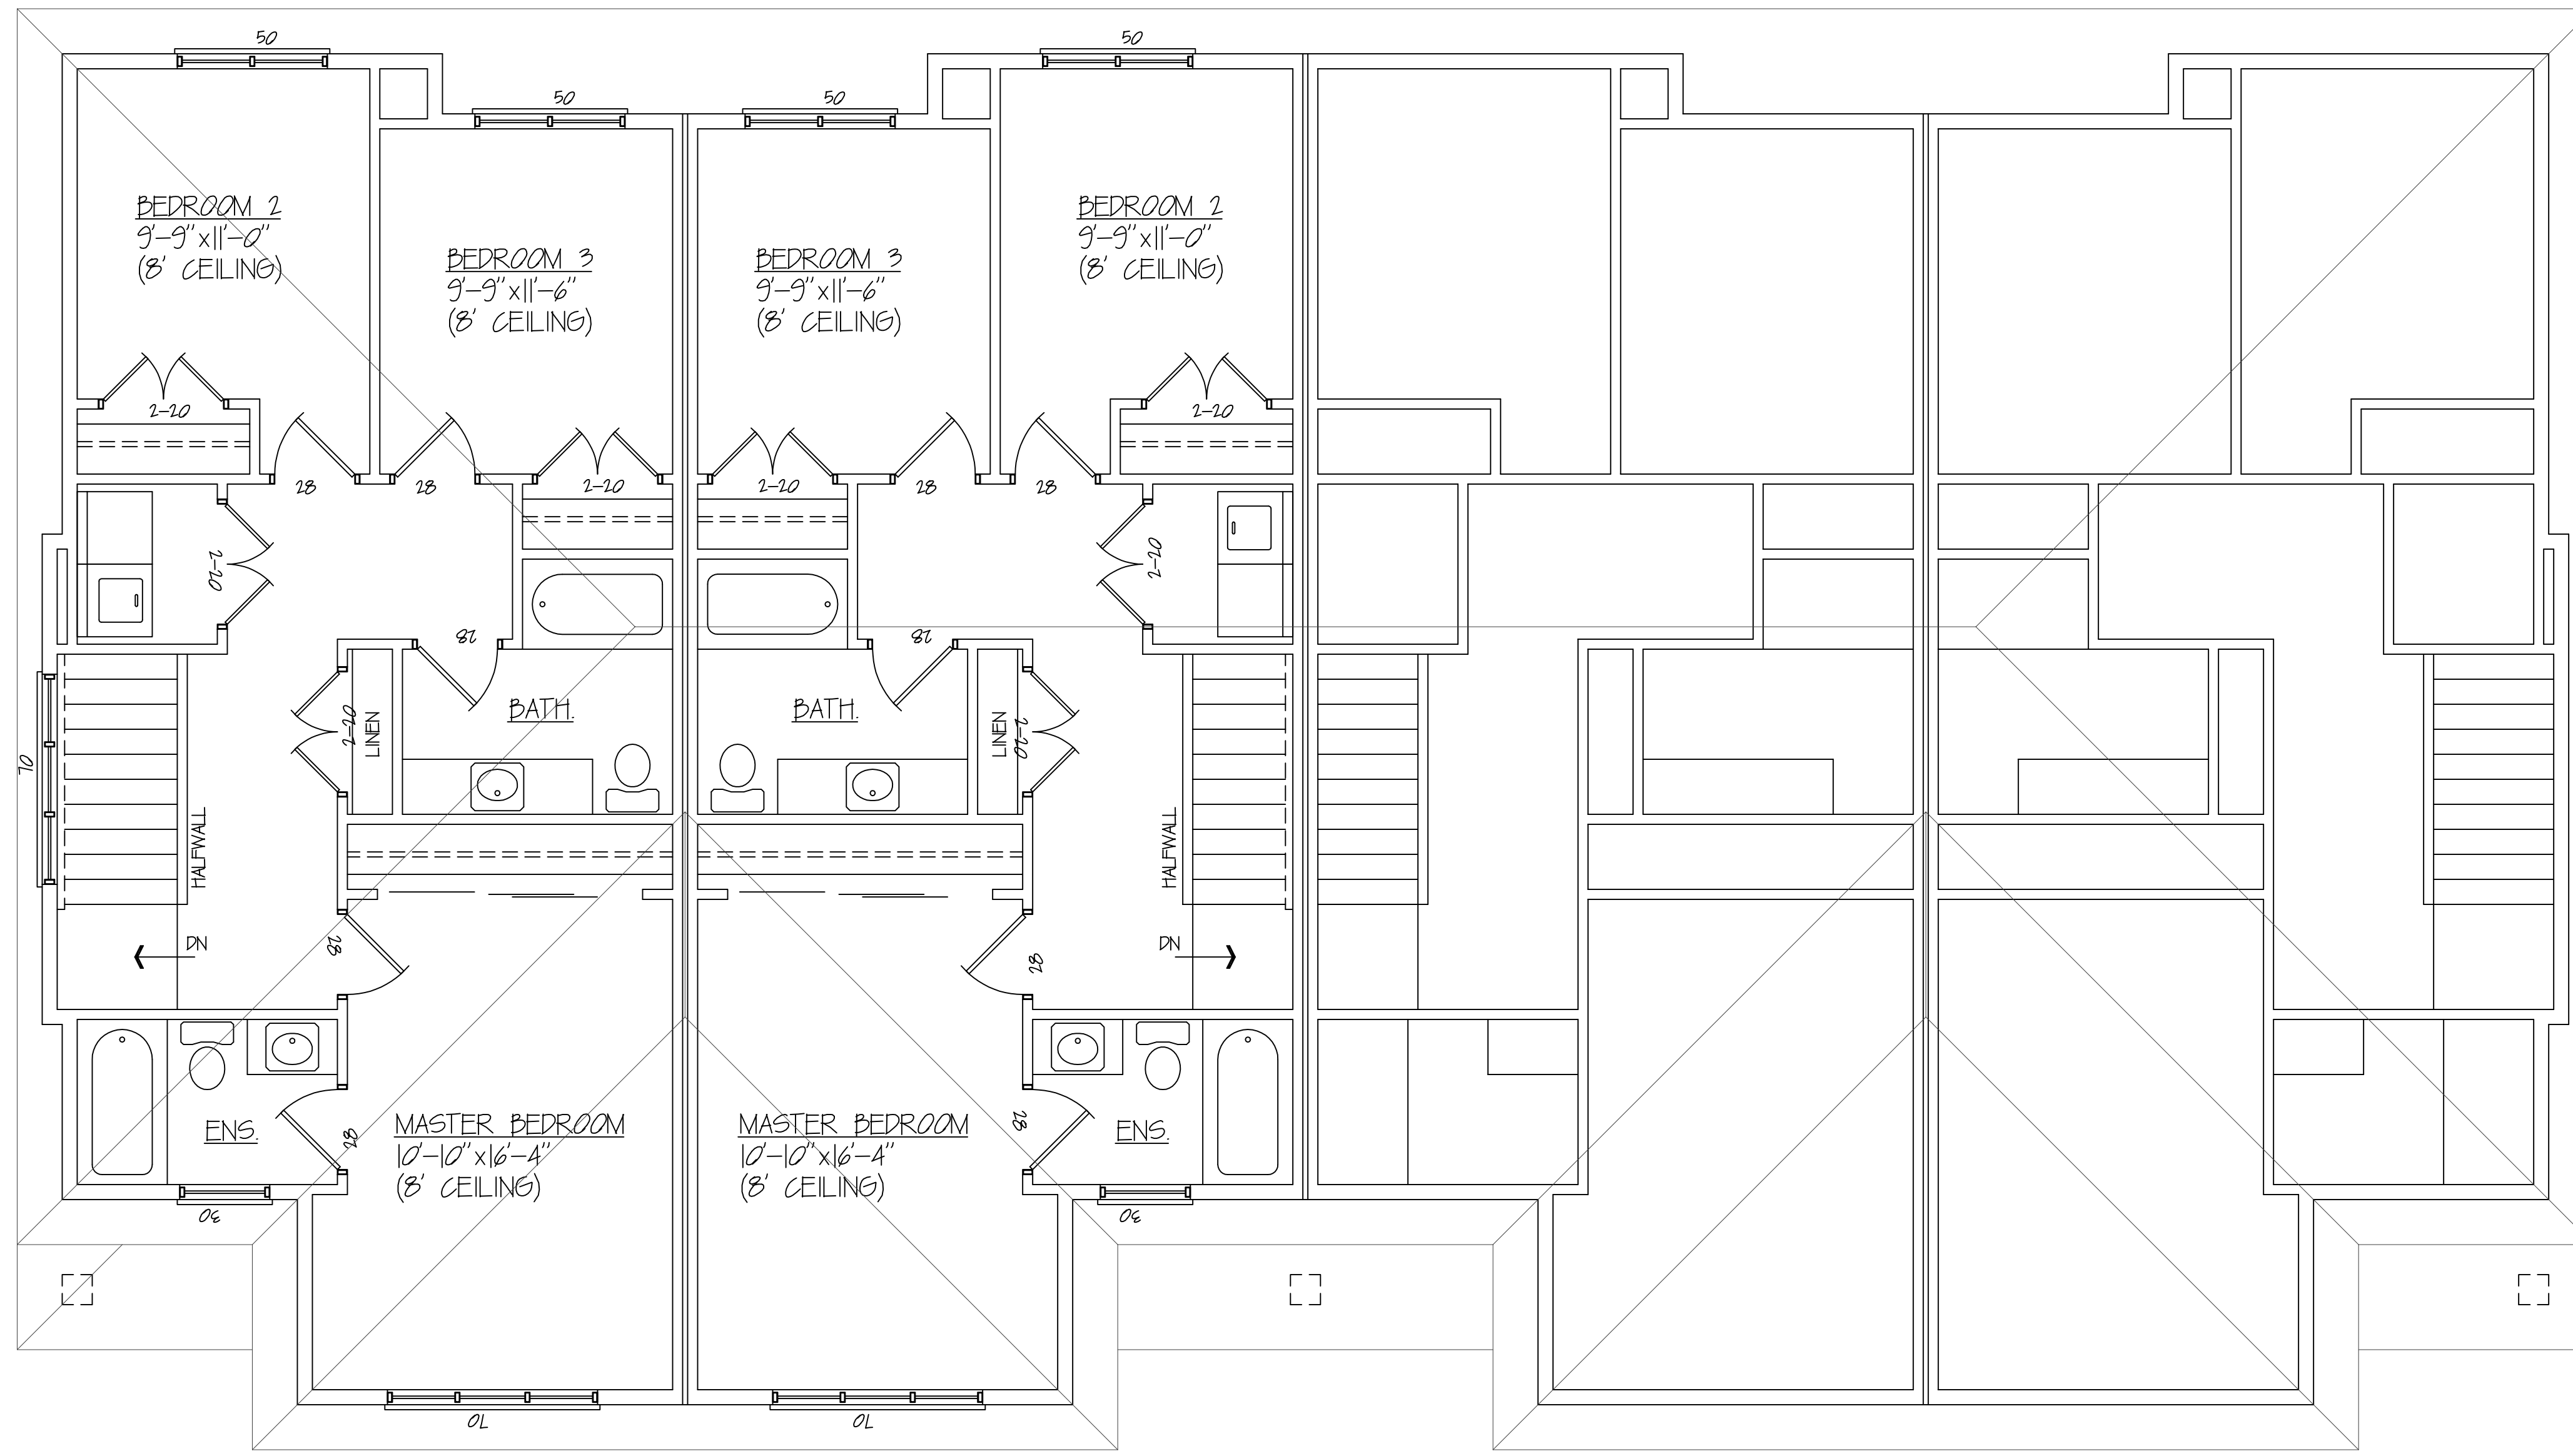 50
50
50
50
BEDROOM 2
9'-9"x11'-0"
(8' CEILING)
BEDROOM 3
9'-9"x11'-6"
(8' CEILING)
BEDROOM 3
9'-9"x11'-6"
(8' CEILING)
BEDROOM 2
9'-9"x11'-0"
(8' CEILING)
2-20
2-20
28
28
2-20
2-20
28
28
2-20
2-20
28
28
70
2-20
LINEN
BATH.
BATH.
LINEN
2-20
HALFWALL
HALFWALL
DN
28
28
DN
ENS.
28
MASTER BEDROOM
10'-10"x16'-4"
(8' CEILING)
MASTER BEDROOM
10'-10"x16'-4"
(8' CEILING)
28
ENS.
30
30
70
70